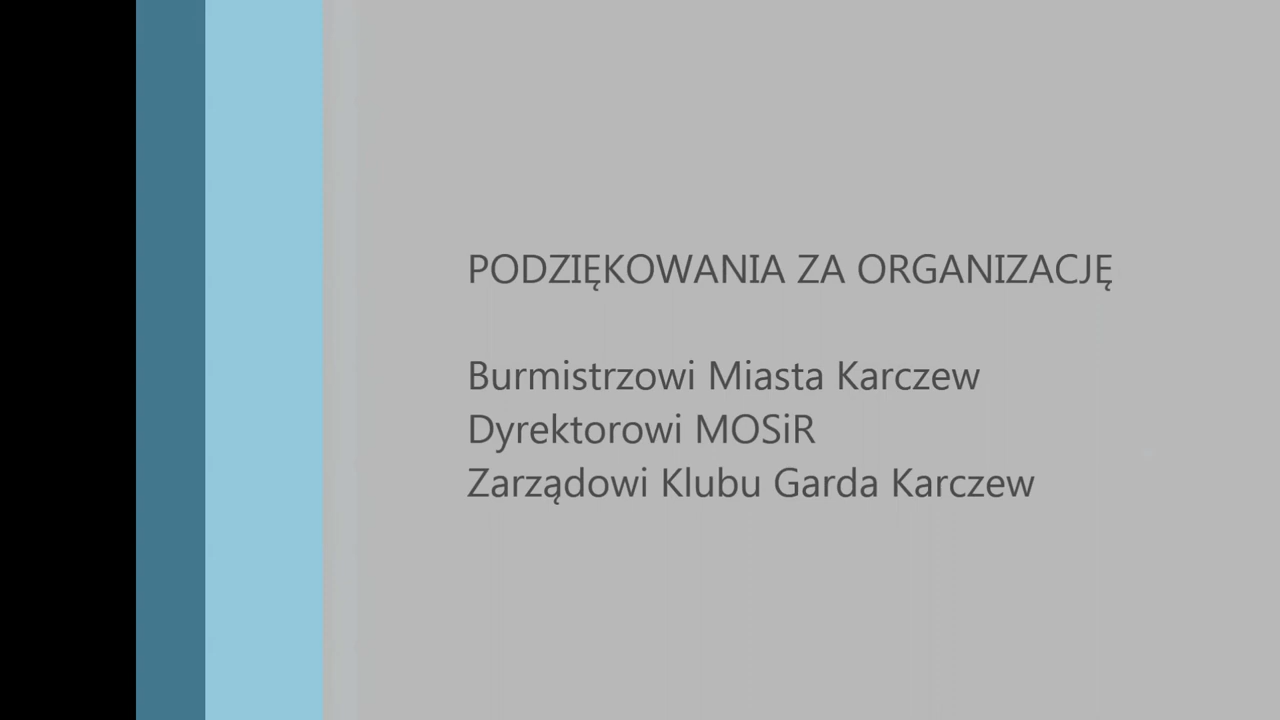 PODZIĘKOWANIA ZA ORGANIZACJĘ
Burmistrzowi Miasta Karczew
Dyrektorowi MOSiR
Zarządowi Klubu Garda Karczew